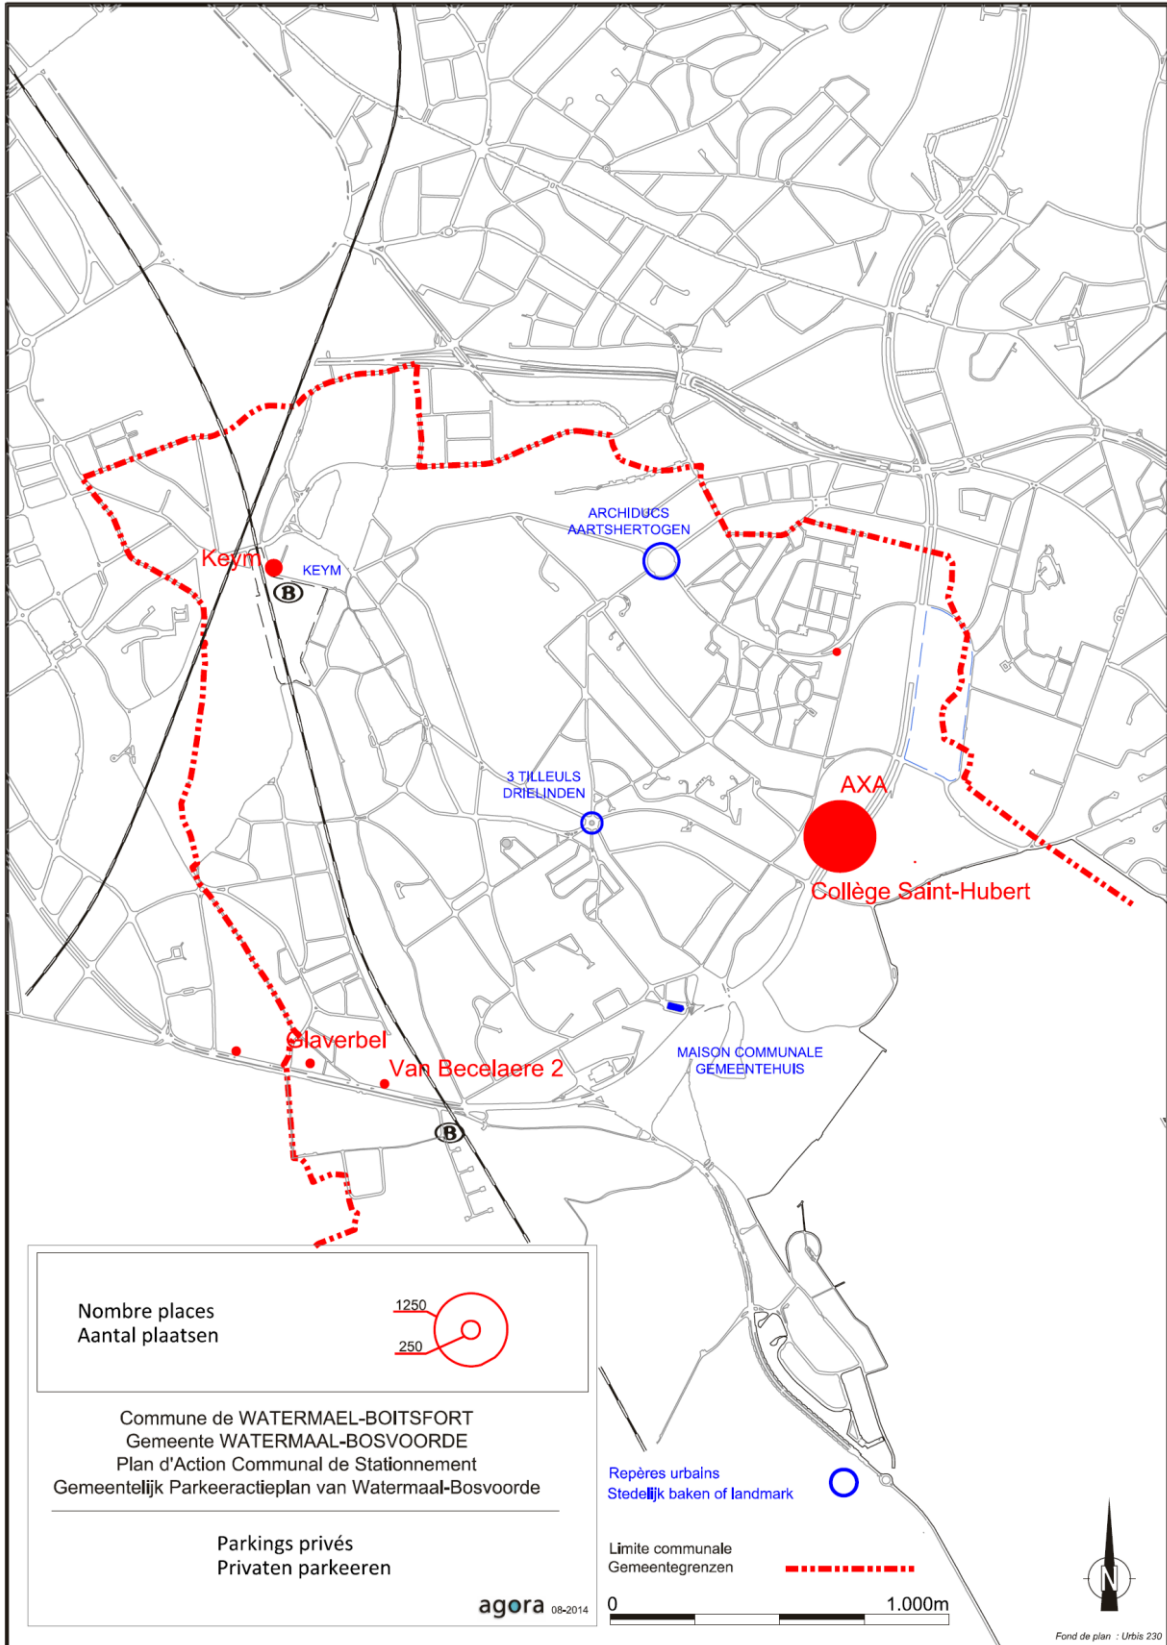 ARCHIDUCS
AARTSHERTOGEN
Keym
KEYM
B
3 TILLEULS
DRIELINDEN
AXA
Collège Saint-Hubert
Glaverbel
Van Becelaere 2
MAISON COMMUNALE
GEMEENTEHUIS
B
Nombre places
Aantal plaatsen
1250
250
Commune de WATERMAEL-BOITSFORT
Gemeente WATERMAAL-BOSVOORDE
Plan d'Action Communal de Stationnement
Gemeentelijk Parkeeractieplan van Watermaal-Bosvoorde
Parkings privés
Privaten parkeeren
agora 08-2014
Repères urbains
Stedelijk baken of landmark
Limite communale
Gemeentegrenzen
0 1.000m
N
Fond de plan : Urbis 230